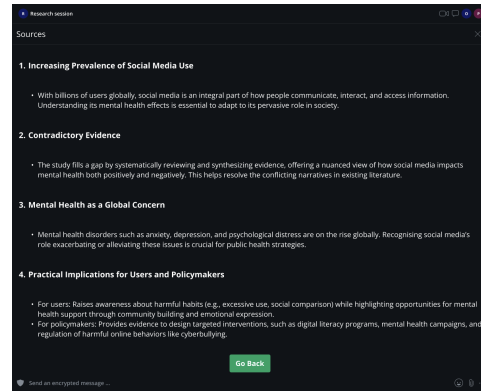 R Research session
Sources
1. Increasing Prevalence of Social Media Use
• With billions of users globally, social media is an integral part of how people communicate, interact, and access information.
Understanding its mental health effects is essential to adapt to its pervasive role in society.
2. Contradictory Evidence
• The study fills a gap by systematically reviewing and synthesizing evidence, offering a nuanced view of how social media impacts
mental health both positively and negatively. This helps resolve the conflicting narratives in existing literature.
3. Mental Health as a Global Concern
• Mental health disorders such as anxiety, depression, and psychological distress are on the rise globally. Recognising social media's
role exacerbating or alleviating these issues is crucial for public health strategies.
4. Practical Implications for Users and Policymakers
• For users: Raises awareness about harmful habits (e.g., excessive use, social comparison) while highlighting opportunities for mental
health support through community building and emotional expression.
• For policymakers: Provides evidence to design targeted interventions, such as digital literacy programs, mental health campaigns, and
regulation of harmful online behaviors like cyberbullying.
Go Back
Send an encrypted message ...